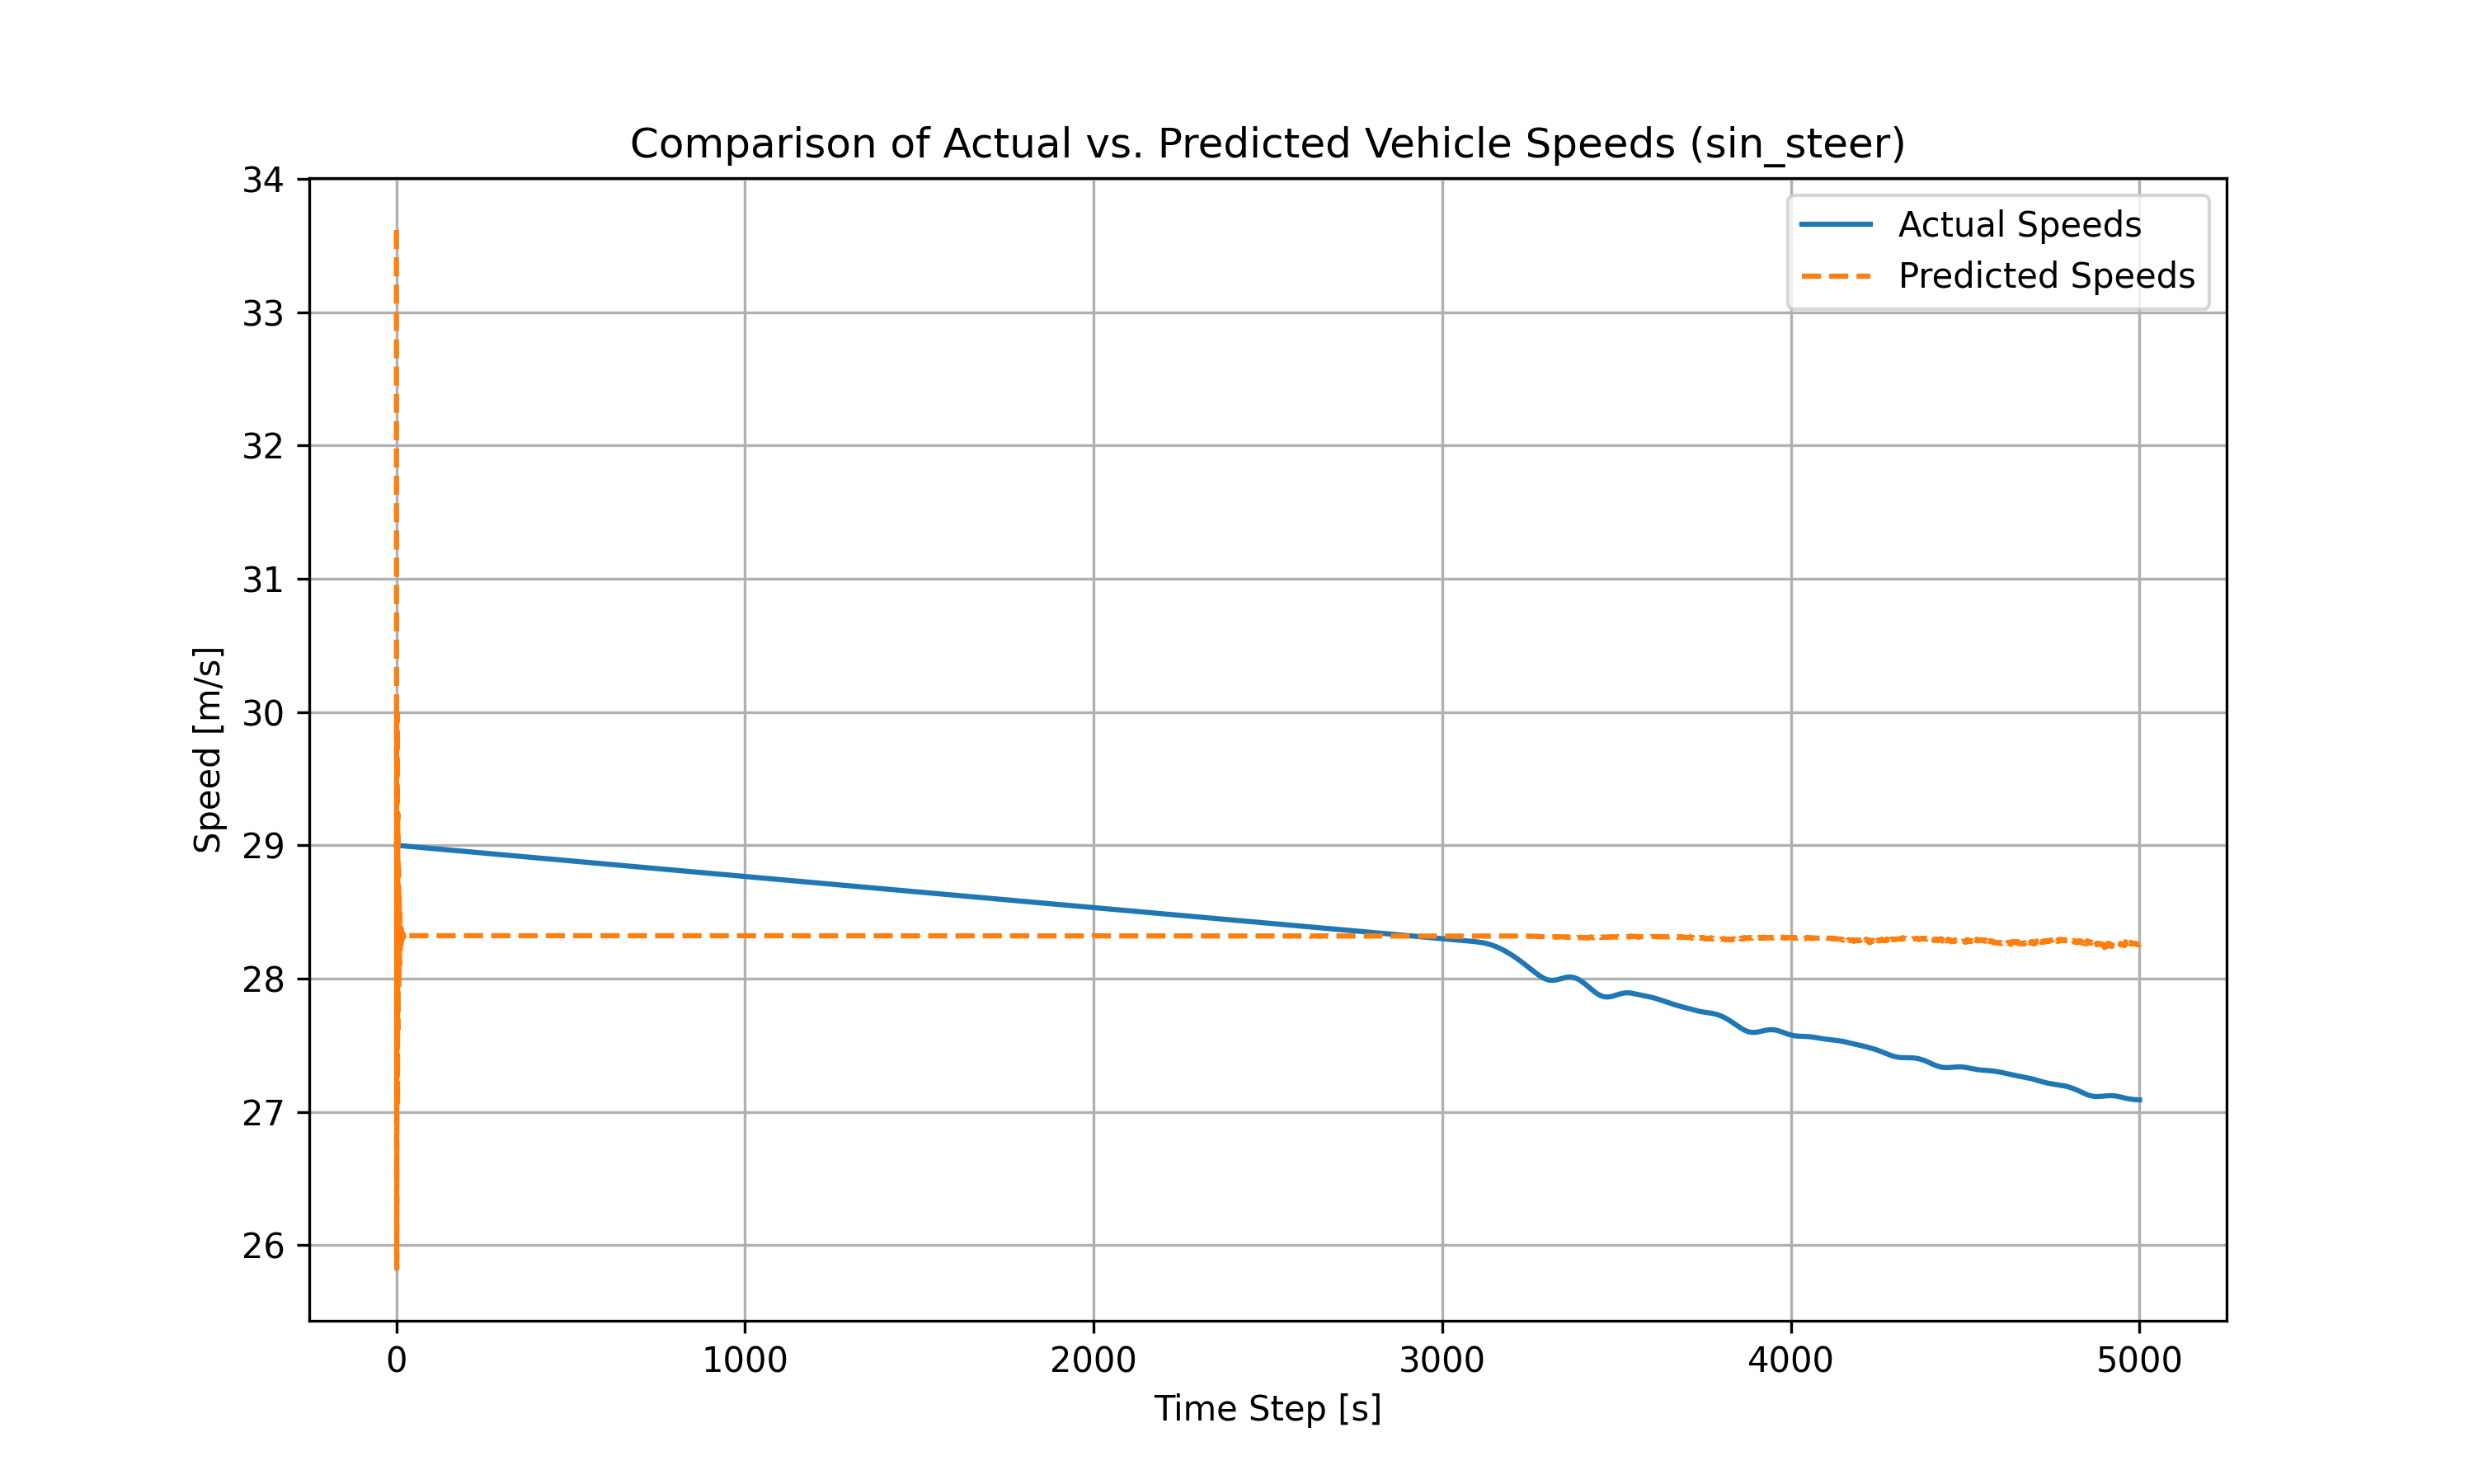 Comparison of Actual vs. Predicted Vehicle Speeds (sin_steer)
34
33
32
31
30
29
28
27
26
Speed [m/s]
Actual Speeds
Predicted Speeds
0 1000 2000 3000 4000 5000
Time Step [s]